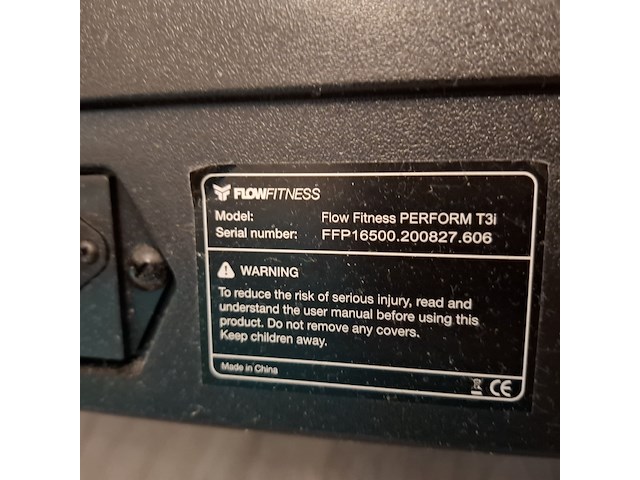 FLOWFITNESS
Model: Flow Fitness PERFORM T3i
Serial number: FFP16500.200827.606
WARNING
To reduce the risk of serious injury, read and
understand the user manual before using this
product. Do not remove any covers.
Keep children away.
Made in China
CE